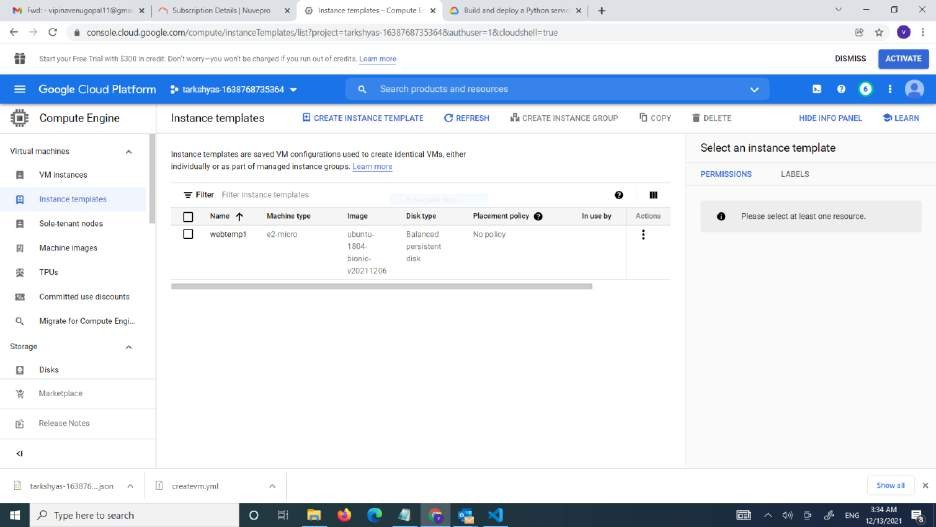 Fwd: - vipinavenugopal11@gm
Subscription Details | Nuvepro
Instance templates – Compute E
Build and deploy a Python servic
console.cloud.google.com/compute/instanceTemplates/list?project=tarkshyas-1638768735364&authuser=1&cloudshell=true
v
Start your Free Trial with $300 in credit. Don't worry—you won't be charged if you run out of credits. Learn more
DISMISS
ACTIVATE
Google Cloud Platform
tarkshyas-1638768735364
Search products and resources
6
Compute Engine
Instance templates
CREATE INSTANCE TEMPLATE
REFRESH
CREATE INSTANCE GROUP
COPY
DELETE
HIDE INFO PANEL
LEARN
Virtual machines
VM instances
Instance templates
Sole-tenant nodes
Machine images
TPUs
Committed use discounts
Migrate for Compute Engi...
Storage
Disks
Marketplace
Release Notes
Instance templates are saved VM configurations used to create identical VMs, either
individually or as part of managed instance groups. Learn more
Filter Filter instance templates
Name Machine type Image Disk type Placement policy In use by Actions
webtemp1 e2-micro ubuntu- Balanced No policy
1804- persistent
bionic- disk
v20211206
Select an instance template
PERMISSIONS
LABELS
Please select at least one resource.
tarkshyas-163876....json
createvm.yml
Show all
Type here to search
ENG
3:34 AM
12/13/2021
8